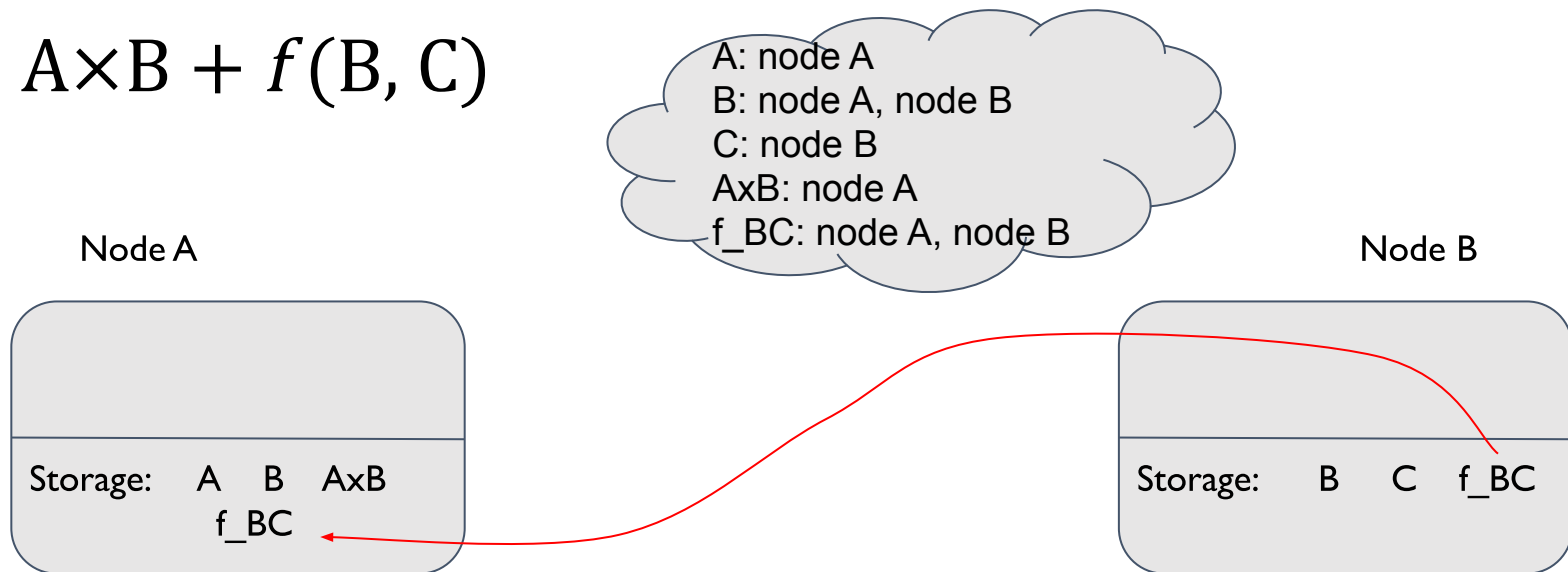 A×B + f(B, C)
A: node A
B: node A, node B
C: node B
AxB: node A
f_BC: node A, node B
Node A
Node B
Storage: A B AxB
f_BC
Storage: B C f_BC